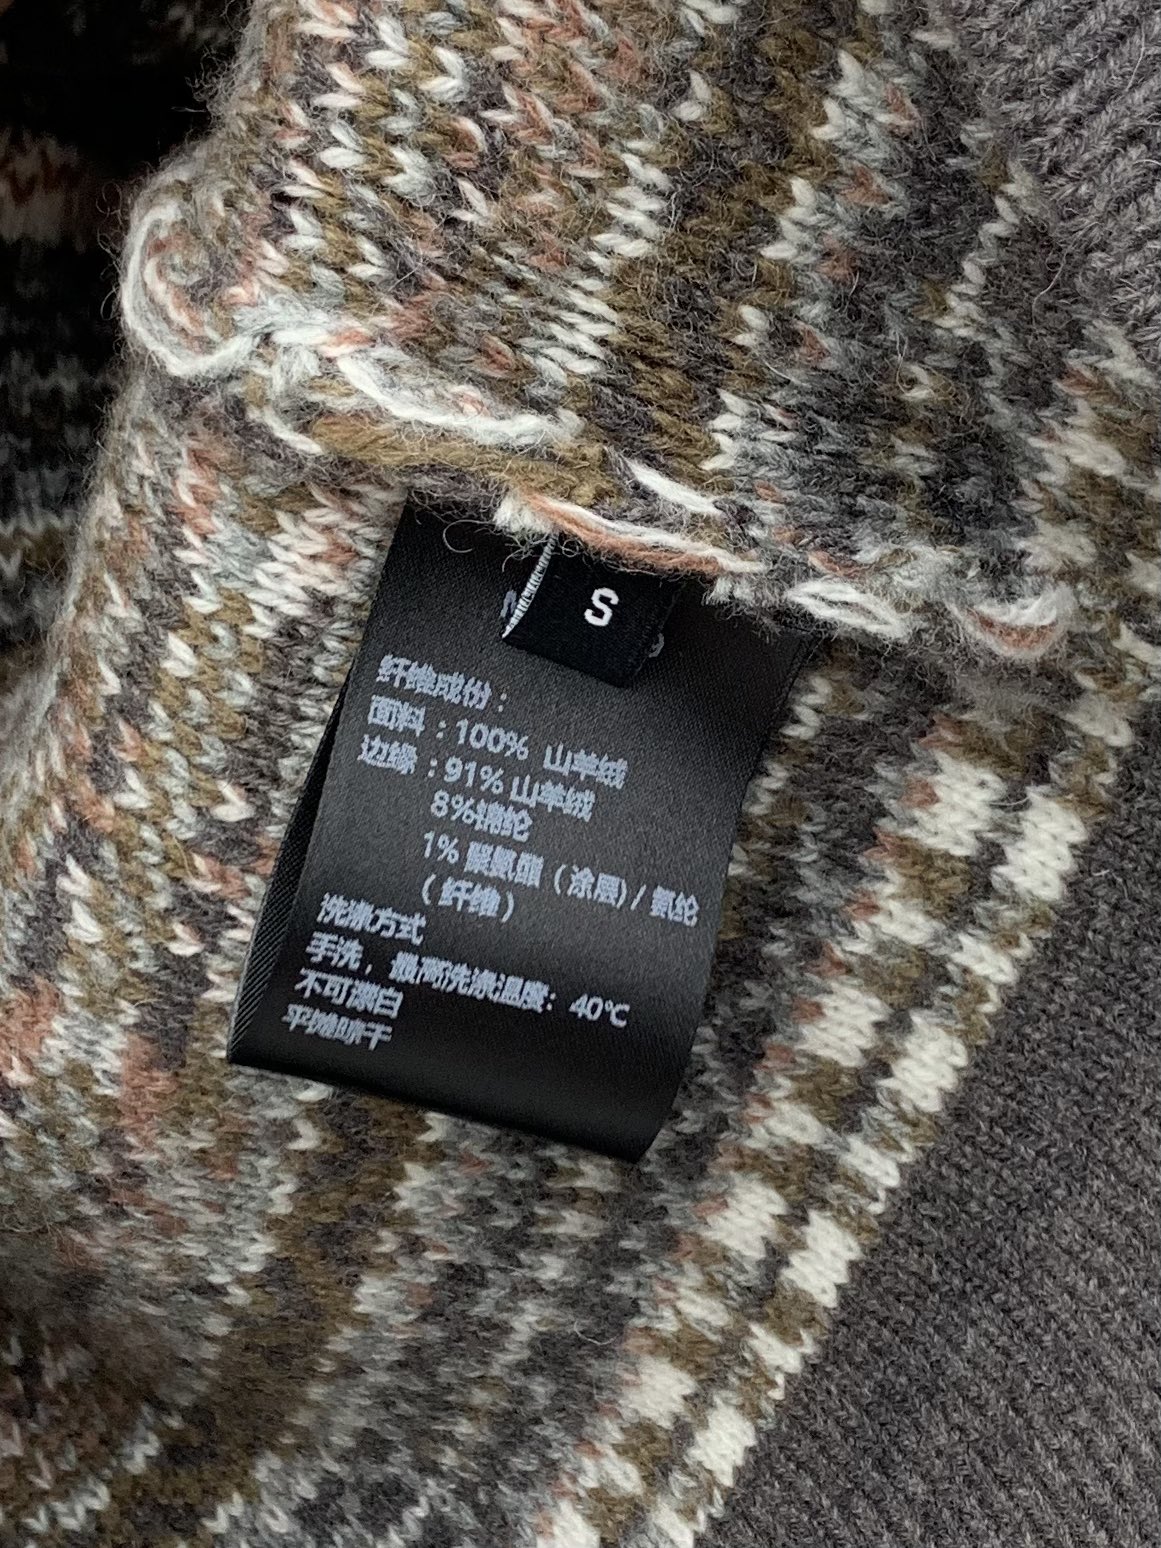 S
纤维成份：
面料：100% 山羊绒
边缘：91%山羊绒
8%锦纶
1% 聚氨酯（涂层)/ 氨纶
（纤维）
洗涤方式
手洗，最高洗涤温度：40℃
不可漂白
平摊晾干